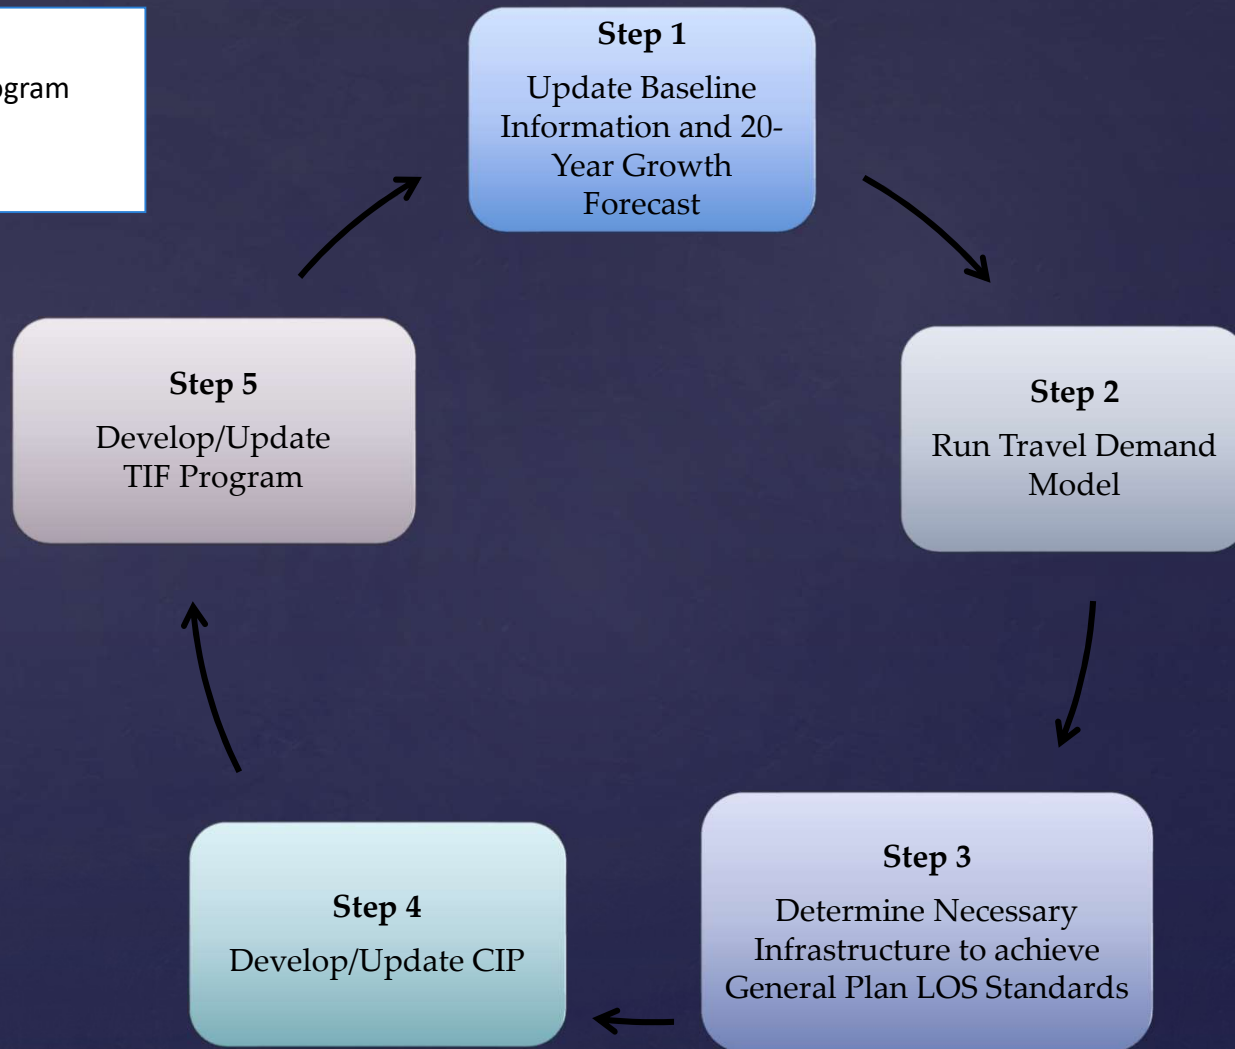 Step 1
Update Baseline
Information and 20-
Year Growth
Forecast
Step 5
Develop/Update
TIF Program
Step 2
Run Travel Demand
Model
Step 3
Determine Necessary
Infrastructure to achieve
General Plan LOS Standards
Step 4
Develop/Update CIP